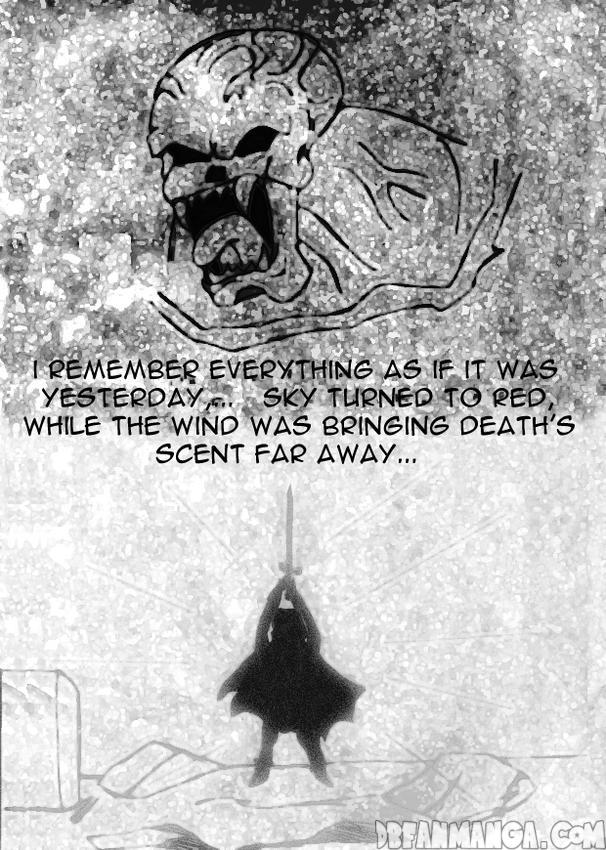 I REMEMBER EVERYTHING AS IF IT WAS
YESTERDAY,... SKY TURNED TO RED,
WHILE THE WIND WAS BRINGING DEATH'S
SCENT FAR AWAY...
DBFANMANGA.COM